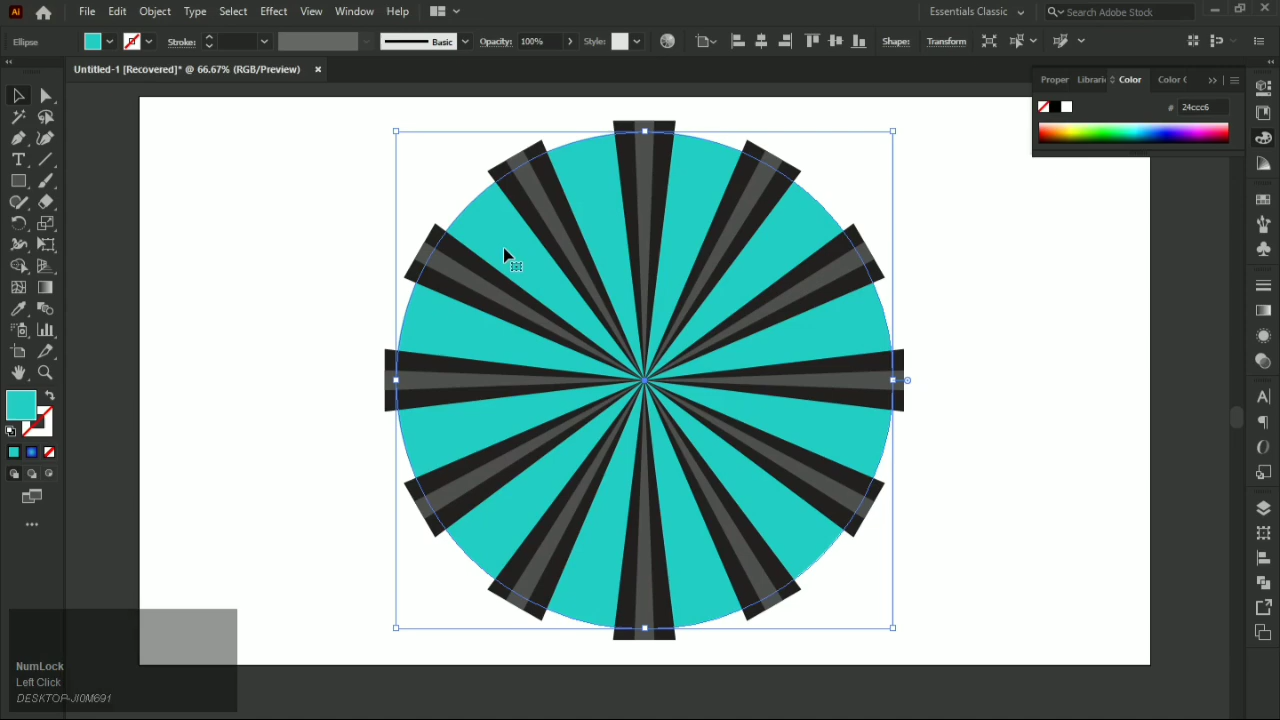 Ai File Edit Object Type Select Effect View Window Help Essentials Classic Search Adobe Stock
Ellipse Stroke: Basic Opacity: 100% Style: Shape: Transform
Untitled-1 [Recovered]* @ 66.67% (RGB/Preview) ×
Proper Librari Color Color C
# 24ccc6
NumLock
Left Click
DESKTOP-JI0M691